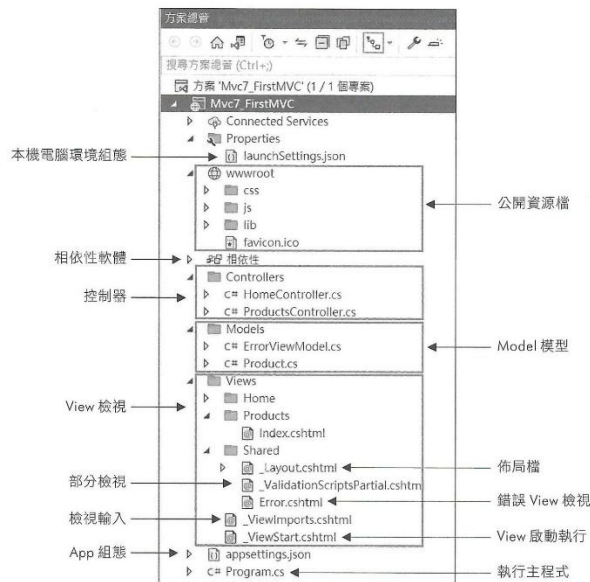 方案總管
搜尋方案總管 (Ctrl+;)
方案 'Mvc7_FirstMVC' (1 / 1 個專案)
Mvc7_FirstMVC
Connected Services
Properties
本機電腦環境組態
launchSettings.json
wwwroot
css
js
公開資源檔
lib
favicon.ico
相依性軟體
相依性
Controllers
控制器
C# HomeController.cs
C# ProductsController.cs
Models
C# ErrorViewModel.cs
Model 模型
C# Product.cs
Views
View 檢視
Home
Products
Index.cshtml
Shared
_Layout.cshtml
佈局檔
部分檢視
_ValidationScriptsPartial.cshtm
Error.cshtml
錯誤 View 檢視
檢視輸入
_ViewImports.cshtml
_ViewStart.cshtml
View 啟動執行
App 組態
appsettings.json
C# Program.cs
執行主程式